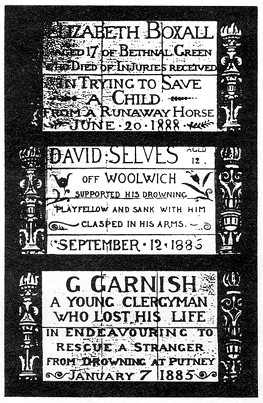 ELIZABETH BOXALL
AGED 17 OF BETHNAL GREEN
WHO DIED OF INJURIES RECEIVED
IN TRYING TO SAVE
A CHILD
FROM A RUNAWAY HORSE
JUNE·20·1888
DAVID·SELVES AGED 12.
OFF WOOLWICH
SUPPORTED HIS DROWNING
PLAYFELLOW AND SANK WITH HIM
CLASPED IN HIS ARMS.
SEPTEMBER·12·1886
G GARNISH
A YOUNG CLERGYMAN
WHO LOST HIS LIFE
IN ENDEAVOURING TO
RESCUE A STRANGER
FROM DROWNING AT PUTNEY
JANUARY 7 1885